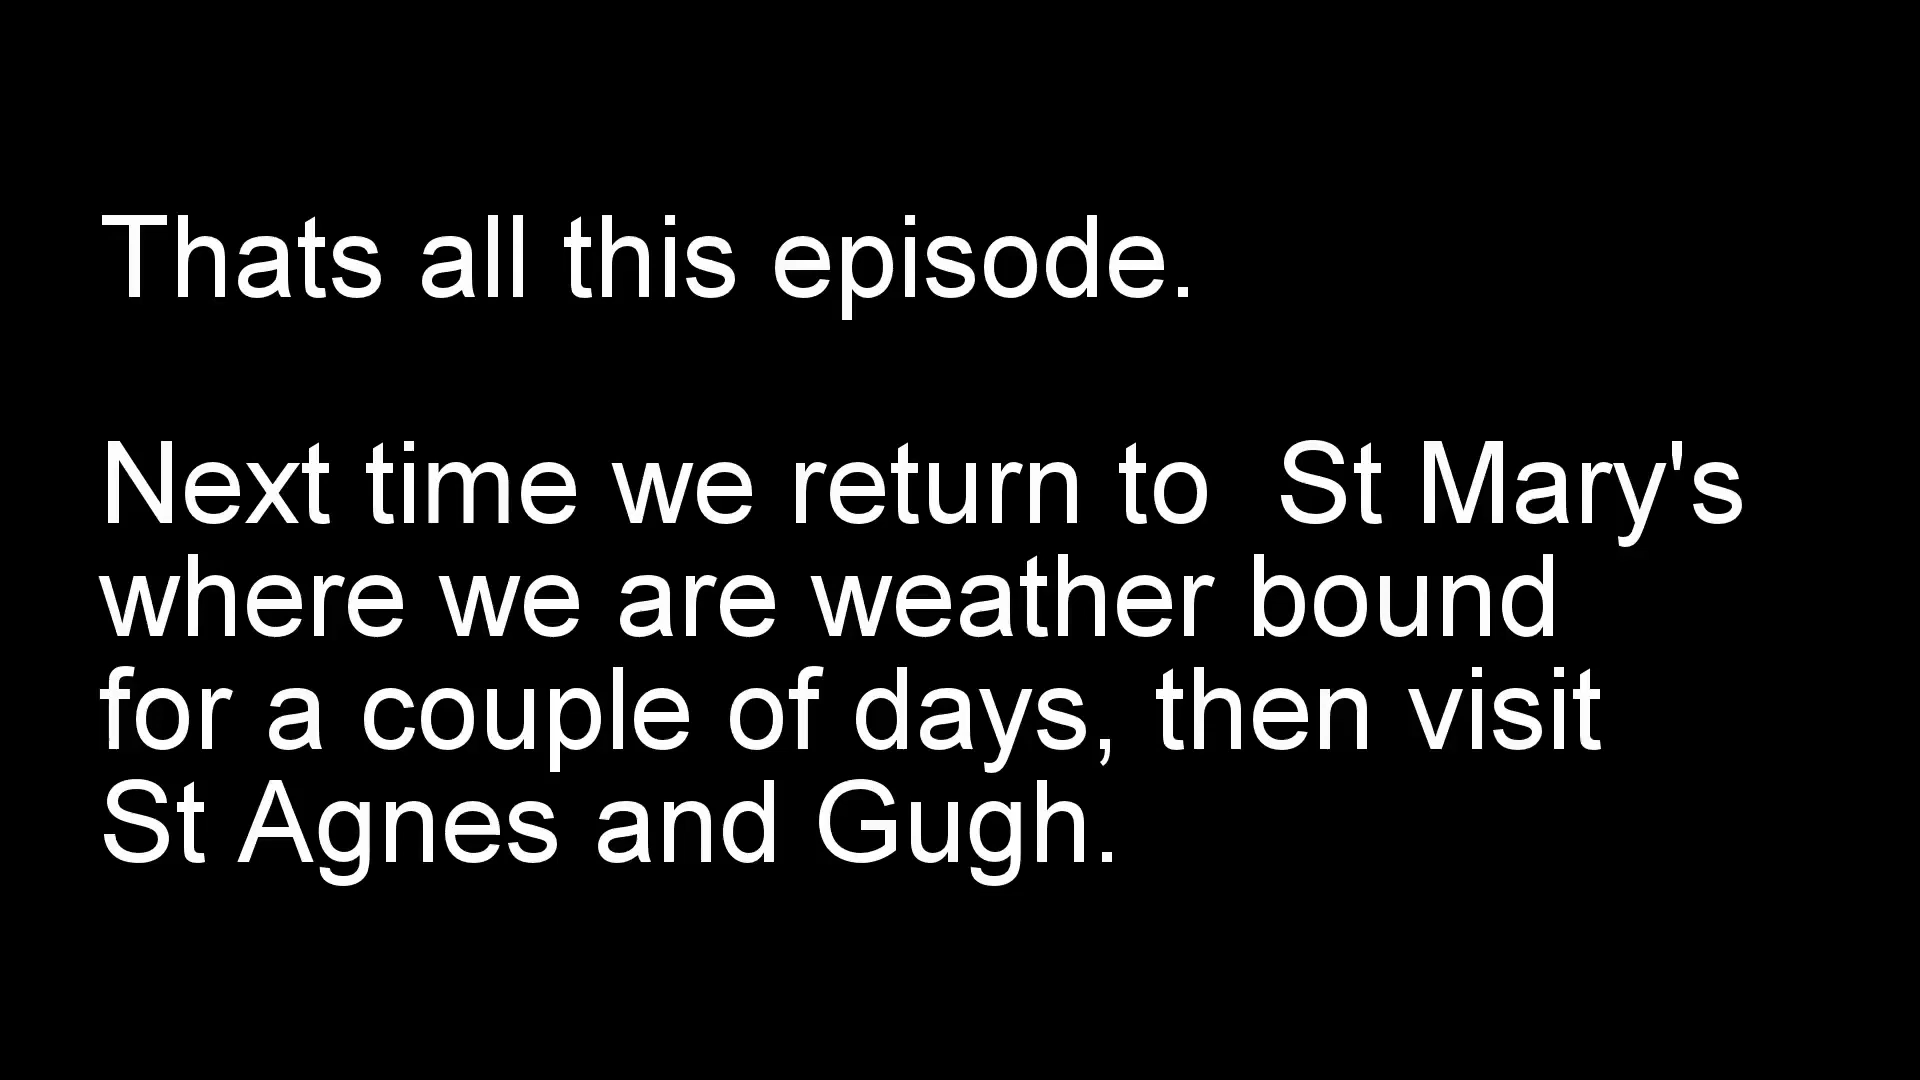 Thats all this episode.
Next time we return to  St Mary's
where we are weather bound
for a couple of days, then visit
St Agnes and Gugh.